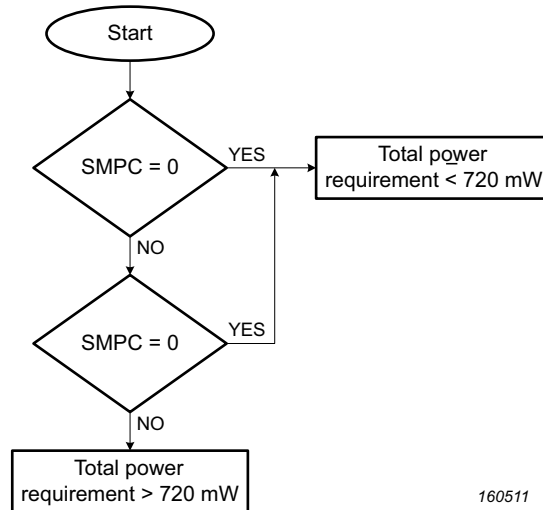 Start
SMPC = 0
YES
Total power
requirement < 720 mW
NO
SMPC = 0
YES
NO
Total power
requirement > 720 mW
160511